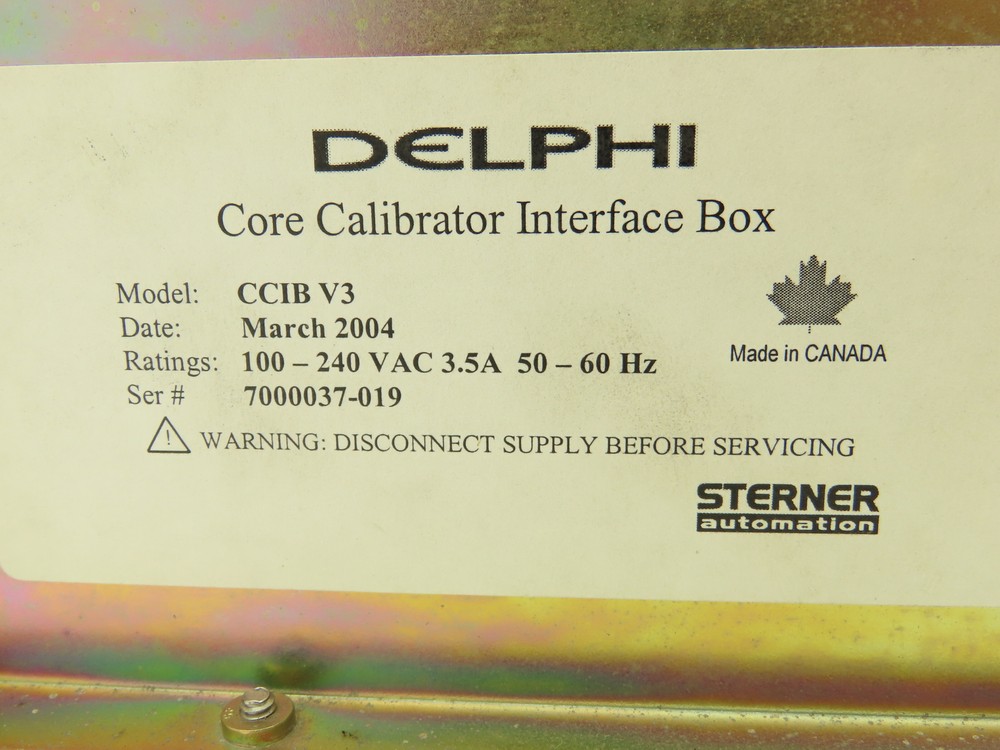 DELPHI
Core Calibrator Interface Box
Model: CCIB V3
Date: March 2004
Ratings: 100 – 240 VAC 3.5A 50 – 60 Hz
Ser # 7000037-019
Made in CANADA
! WARNING: DISCONNECT SUPPLY BEFORE SERVICING
STERNER
automation